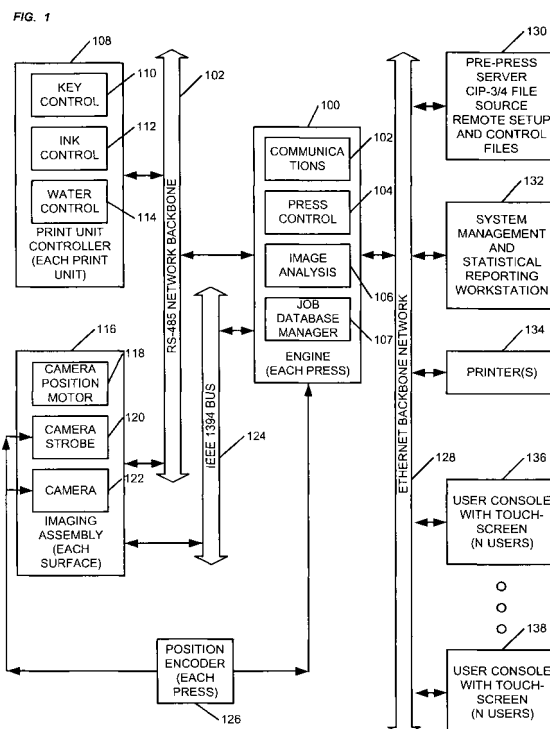 FIG. 1
108
KEY
CONTROL
110
INK
CONTROL
112
WATER
CONTROL
114
PRINT UNIT
CONTROLLER
(EACH PRINT
UNIT)
102
RS-485 NETWORK BACKBONE
100
COMMUNICA
TIONS
102
PRESS
CONTROL
104
IMAGE
ANALYSIS
106
JOB
DATABASE
MANAGER
107
ENGINE
(EACH PRESS)
116
118
CAMERA
POSITION
MOTOR
120
CAMERA
STROBE
122
CAMERA
IMAGING
ASSEMBLY
(EACH
SURFACE)
IEEE 1394 BUS
124
POSITION
ENCODER
(EACH
PRESS)
126
ETHERNET BACKBONE NETWORK
128
130
PRE-PRESS
SERVER
CIP-3/4 FILE
SOURCE
REMOTE SETUP
AND CONTROL
FILES
132
SYSTEM
MANAGEMENT
AND
STATISTICAL
REPORTING
WORKSTATION
134
PRINTER(S)
136
USER CONSOLE
WITH TOUCH-
SCREEN
(N USERS)
138
USER CONSOLE
WITH TOUCH-
SCREEN
(N USERS)